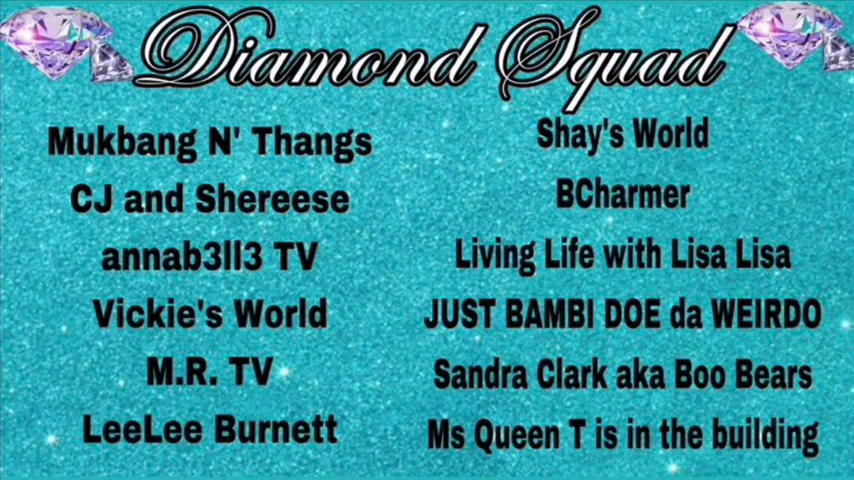 Diamond Squad
Mukbang N' Thangs
CJ and Shereese
annab3ll3 TV
Vickie's World
M.R. TV
LeeLee Burnett
Shay's World
BCharmer
Living Life with Lisa Lisa
JUST BAMBI DOE da WEIRDO
Sandra Clark aka Boo Bears
Ms Queen T is in the building